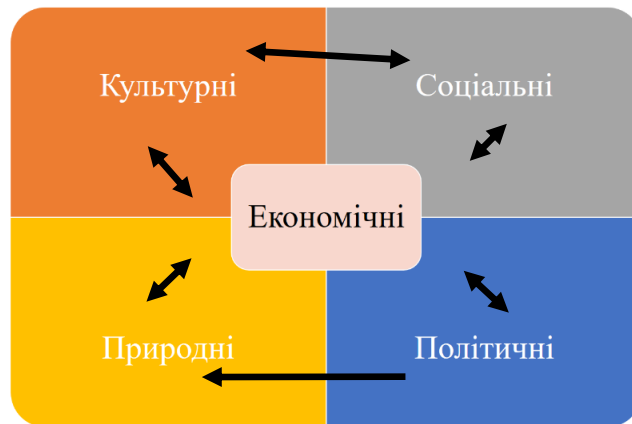 Культурні
Соціальні
Економічні
Природні
Політичні